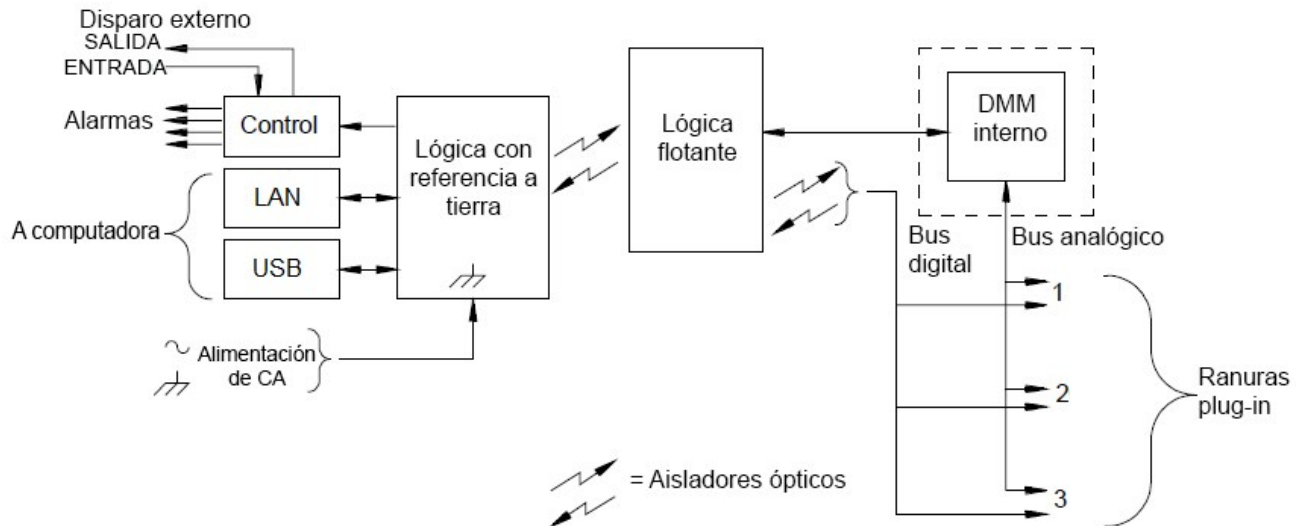 Disparo externo
SALIDA
ENTRADA
Alarmas
Control
LAN
USB
A computadora
Lógica con
referencia a
tierra
Alimentación
de CA
Lógica
flotante
DMM
interno
Bus
digital
Bus analógico
1
2
3
Ranuras
plug-in
= Aisladores ópticos